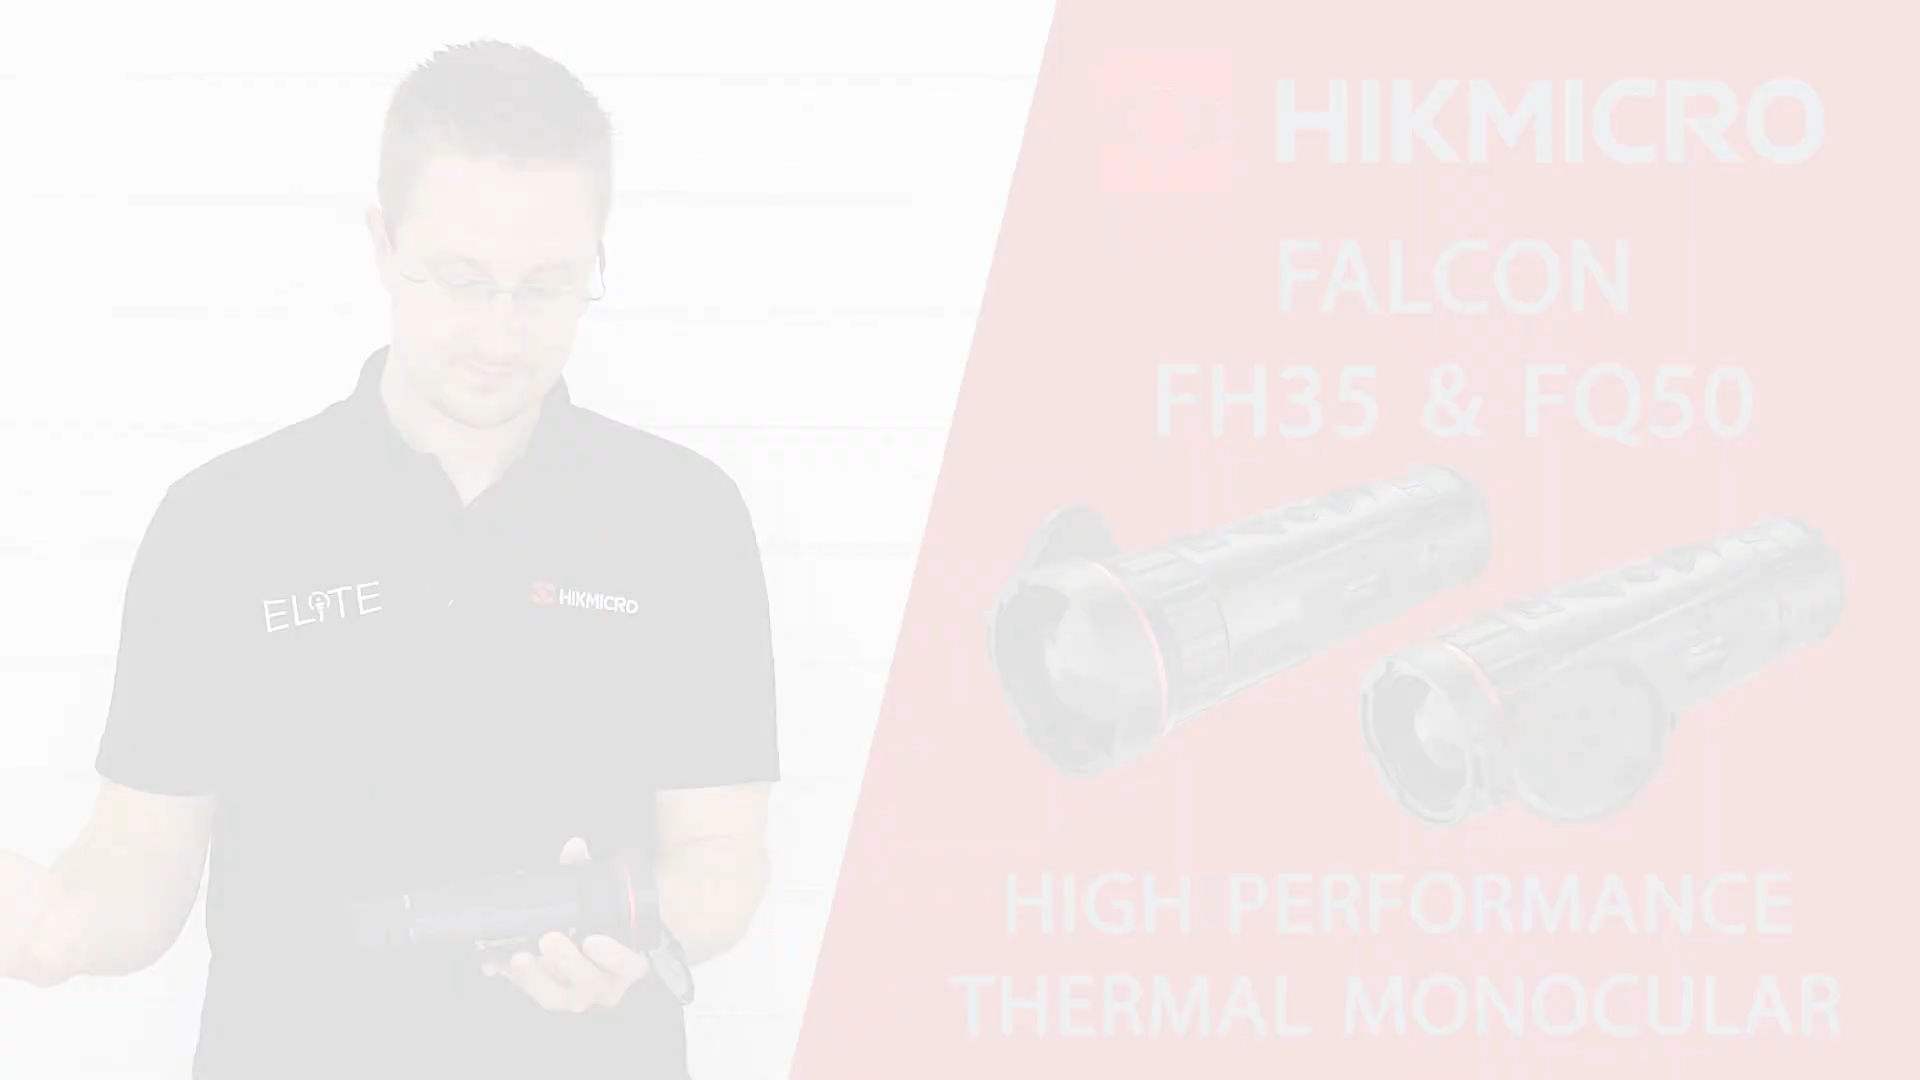 HIKMICRO
FALCON
FH35 & FQ50
ELITE
HIKMICRO
HIGH PERFORMANCE
THERMAL MONOCULAR